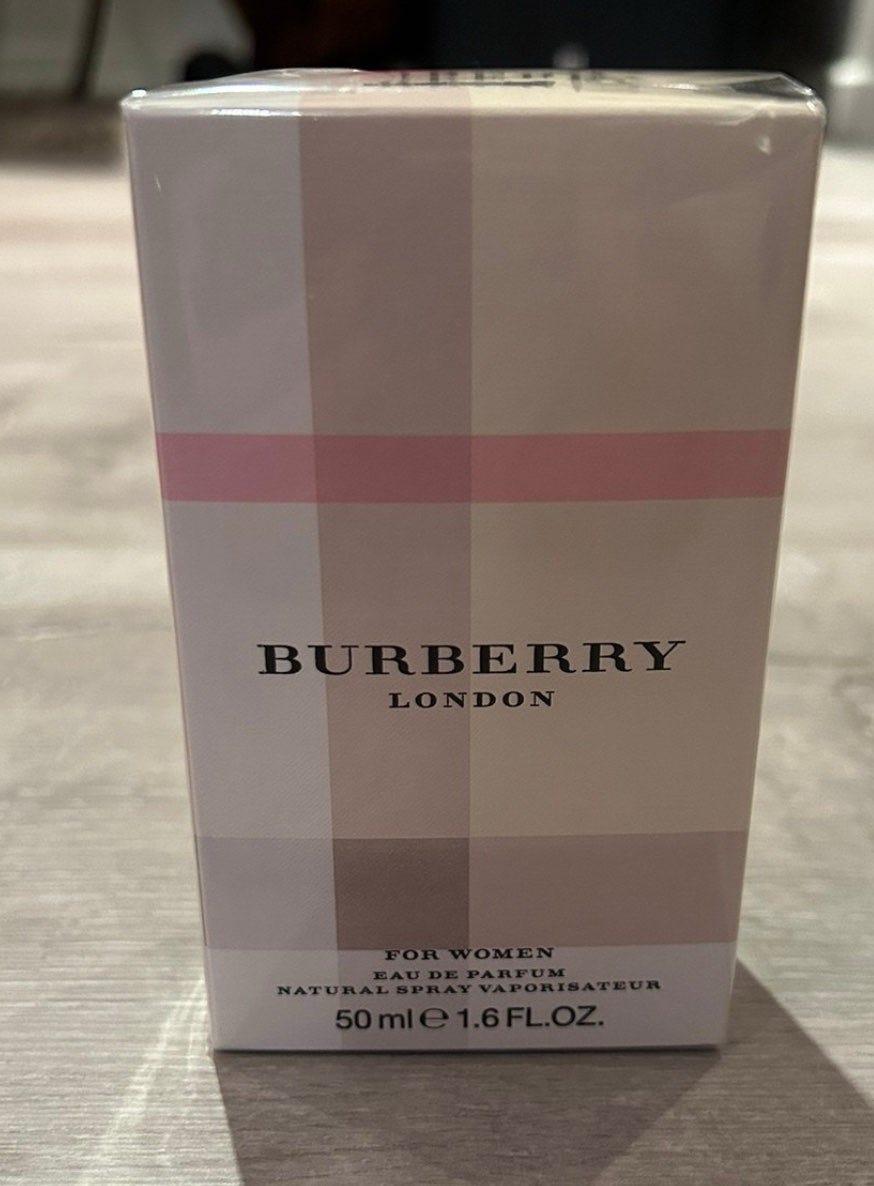 BURBERRY
LONDON
FOR WOMEN
EAU DE PARFUM
NATURAL SPRAY VAPORISATEUR
50 ml ℮ 1.6 FL.OZ.